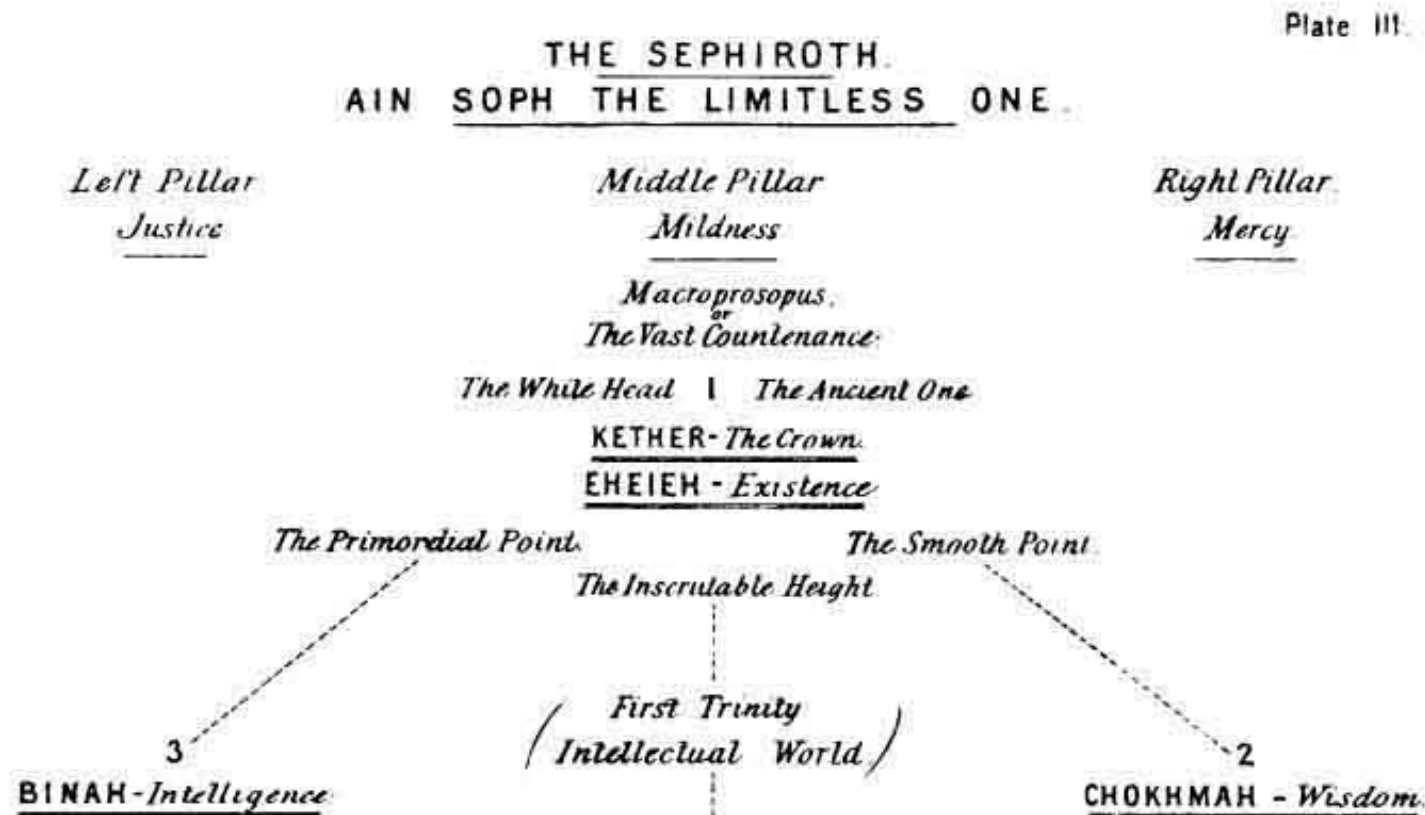 Plate III.
THE SEPHIROTH.
AIN SOPH THE LIMITLESS ONE.
Left Pillar Middle Pillar Right Pillar.
Justice Mildness Mercy
Macroprosopus.
or
The Vast Countenance.
The White Head 1 The Ancient One
KETHER - The Crown.
EHEIEH - Existence
The Primordial Point. The Smooth Point.
The Inscrutable Height
First Trinity
(Intellectual World)
3 2
BINAH - Intelligence CHOKHMAH - Wisdom.